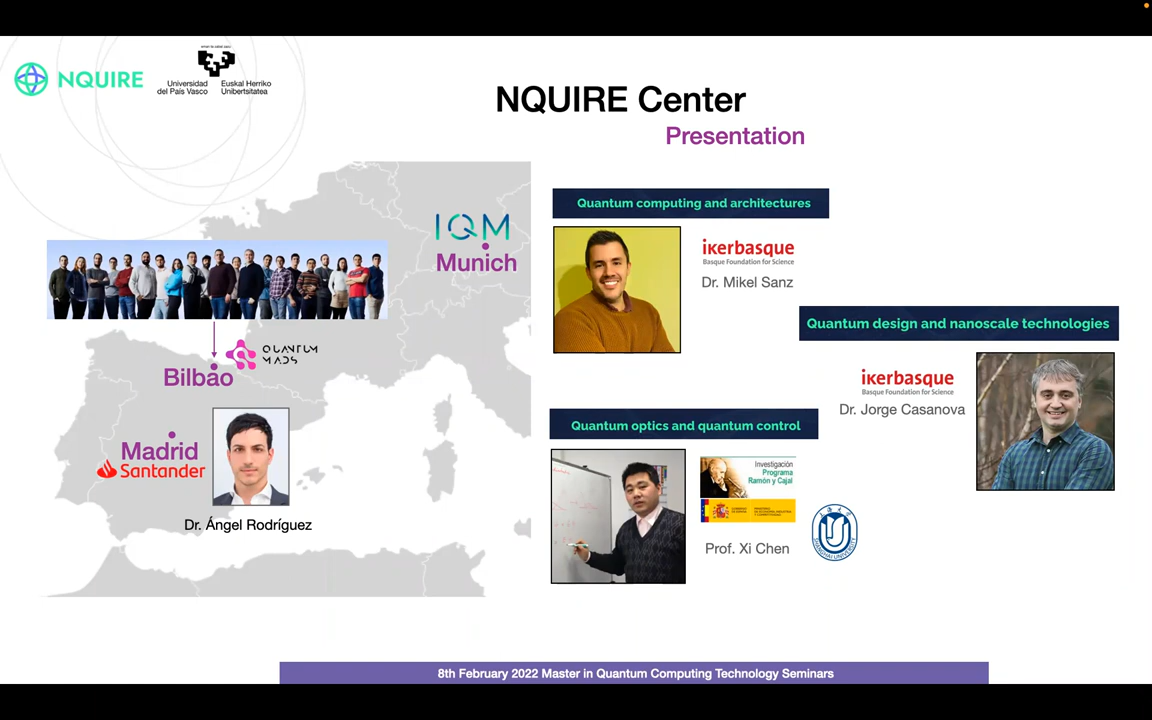 NQUIRE
Universidad
del País Vasco
Euskal Herriko
Unibertsitatea
NQUIRE Center
Presentation
IQM
Munich
QUANTUM
MADS
Bilbao
Madrid
Santander
Dr. Ángel Rodríguez
Quantum computing and architectures
ikerbasque
Basque Foundation for Science
Dr. Mikel Sanz
Quantum design and nanoscale technologies
ikerbasque
Basque Foundation for Science
Dr. Jorge Casanova
Quantum optics and quantum control
Investigación
Programa
Ramón y Cajal
Prof. Xi Chen
SHANGHAI UNIVERSITY
8th February 2022 Master in Quantum Computing Technology Seminars